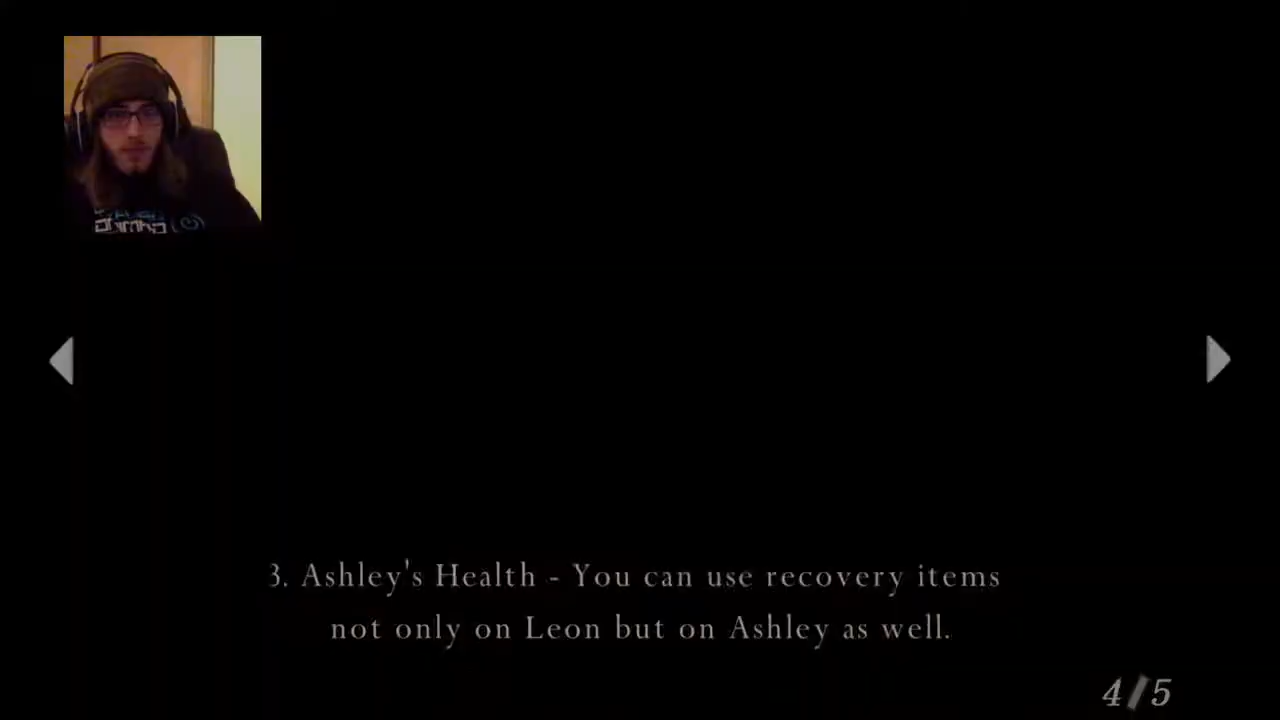 3. Ashley's Health - You can use recovery items
not only on Leon but on Ashley as well.
4/5